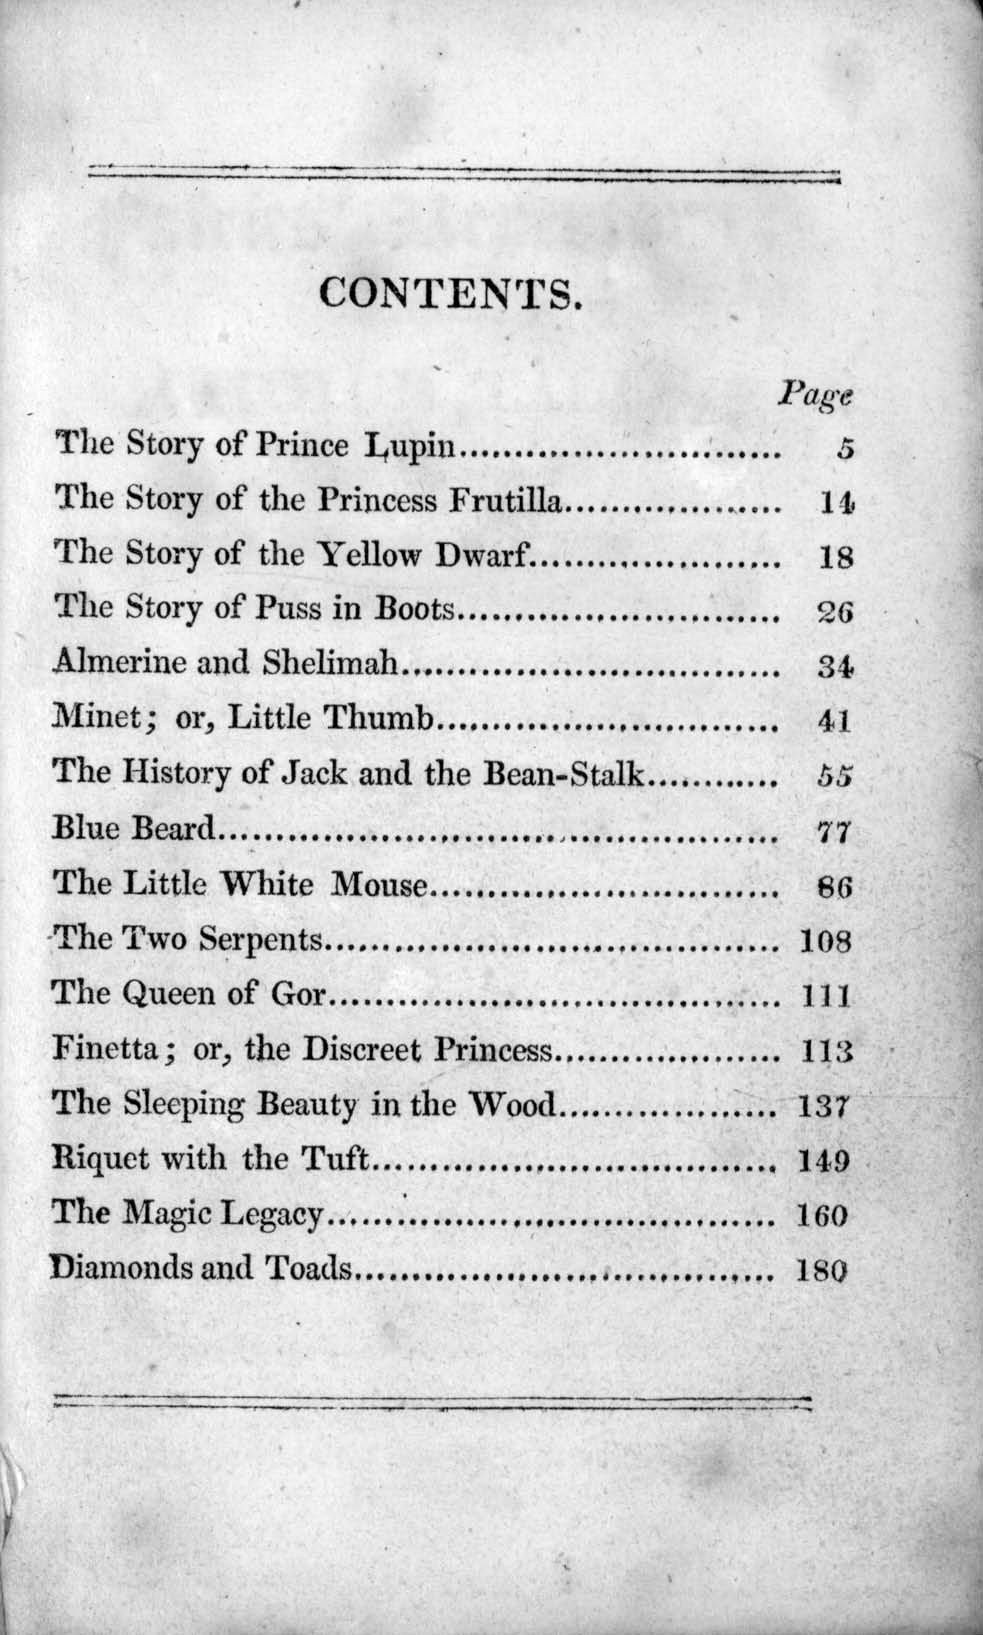 CONTENTS.
Page
The Story of Prince Lupin.............................. 5
The Story of the Princess Frutilla................... 14
The Story of the Yellow Dwarf...................... 18
The Story of Puss in Boots............................ 26
Almerine and Shelimah................................. 34
Minet; or, Little Thumb.............................. 41
The History of Jack and the Bean-Stalk............ 55
Blue Beard................................................ 77
The Little White Mouse.............................. 86
The Two Serpents....................................... 108
The Queen of Gor....................................... 111
Finetta; or, the Discreet Princess.................... 113
The Sleeping Beauty in the Wood................... 137
Riquet with the Tuft................................... 149
The Magic Legacy....................................... 160
Diamonds and Toads.................................... 180